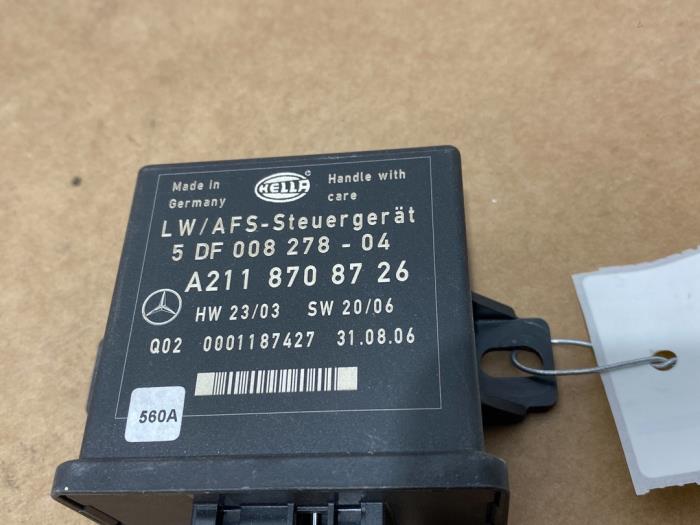 Made in Germany
HELLA
Handle with care
LW/AFS-Steuergerät
5 DF 008 278 - 04
A211 870 87 26
HW 23/03 SW 20/06
Q02 0001187427 31.08.06
560A